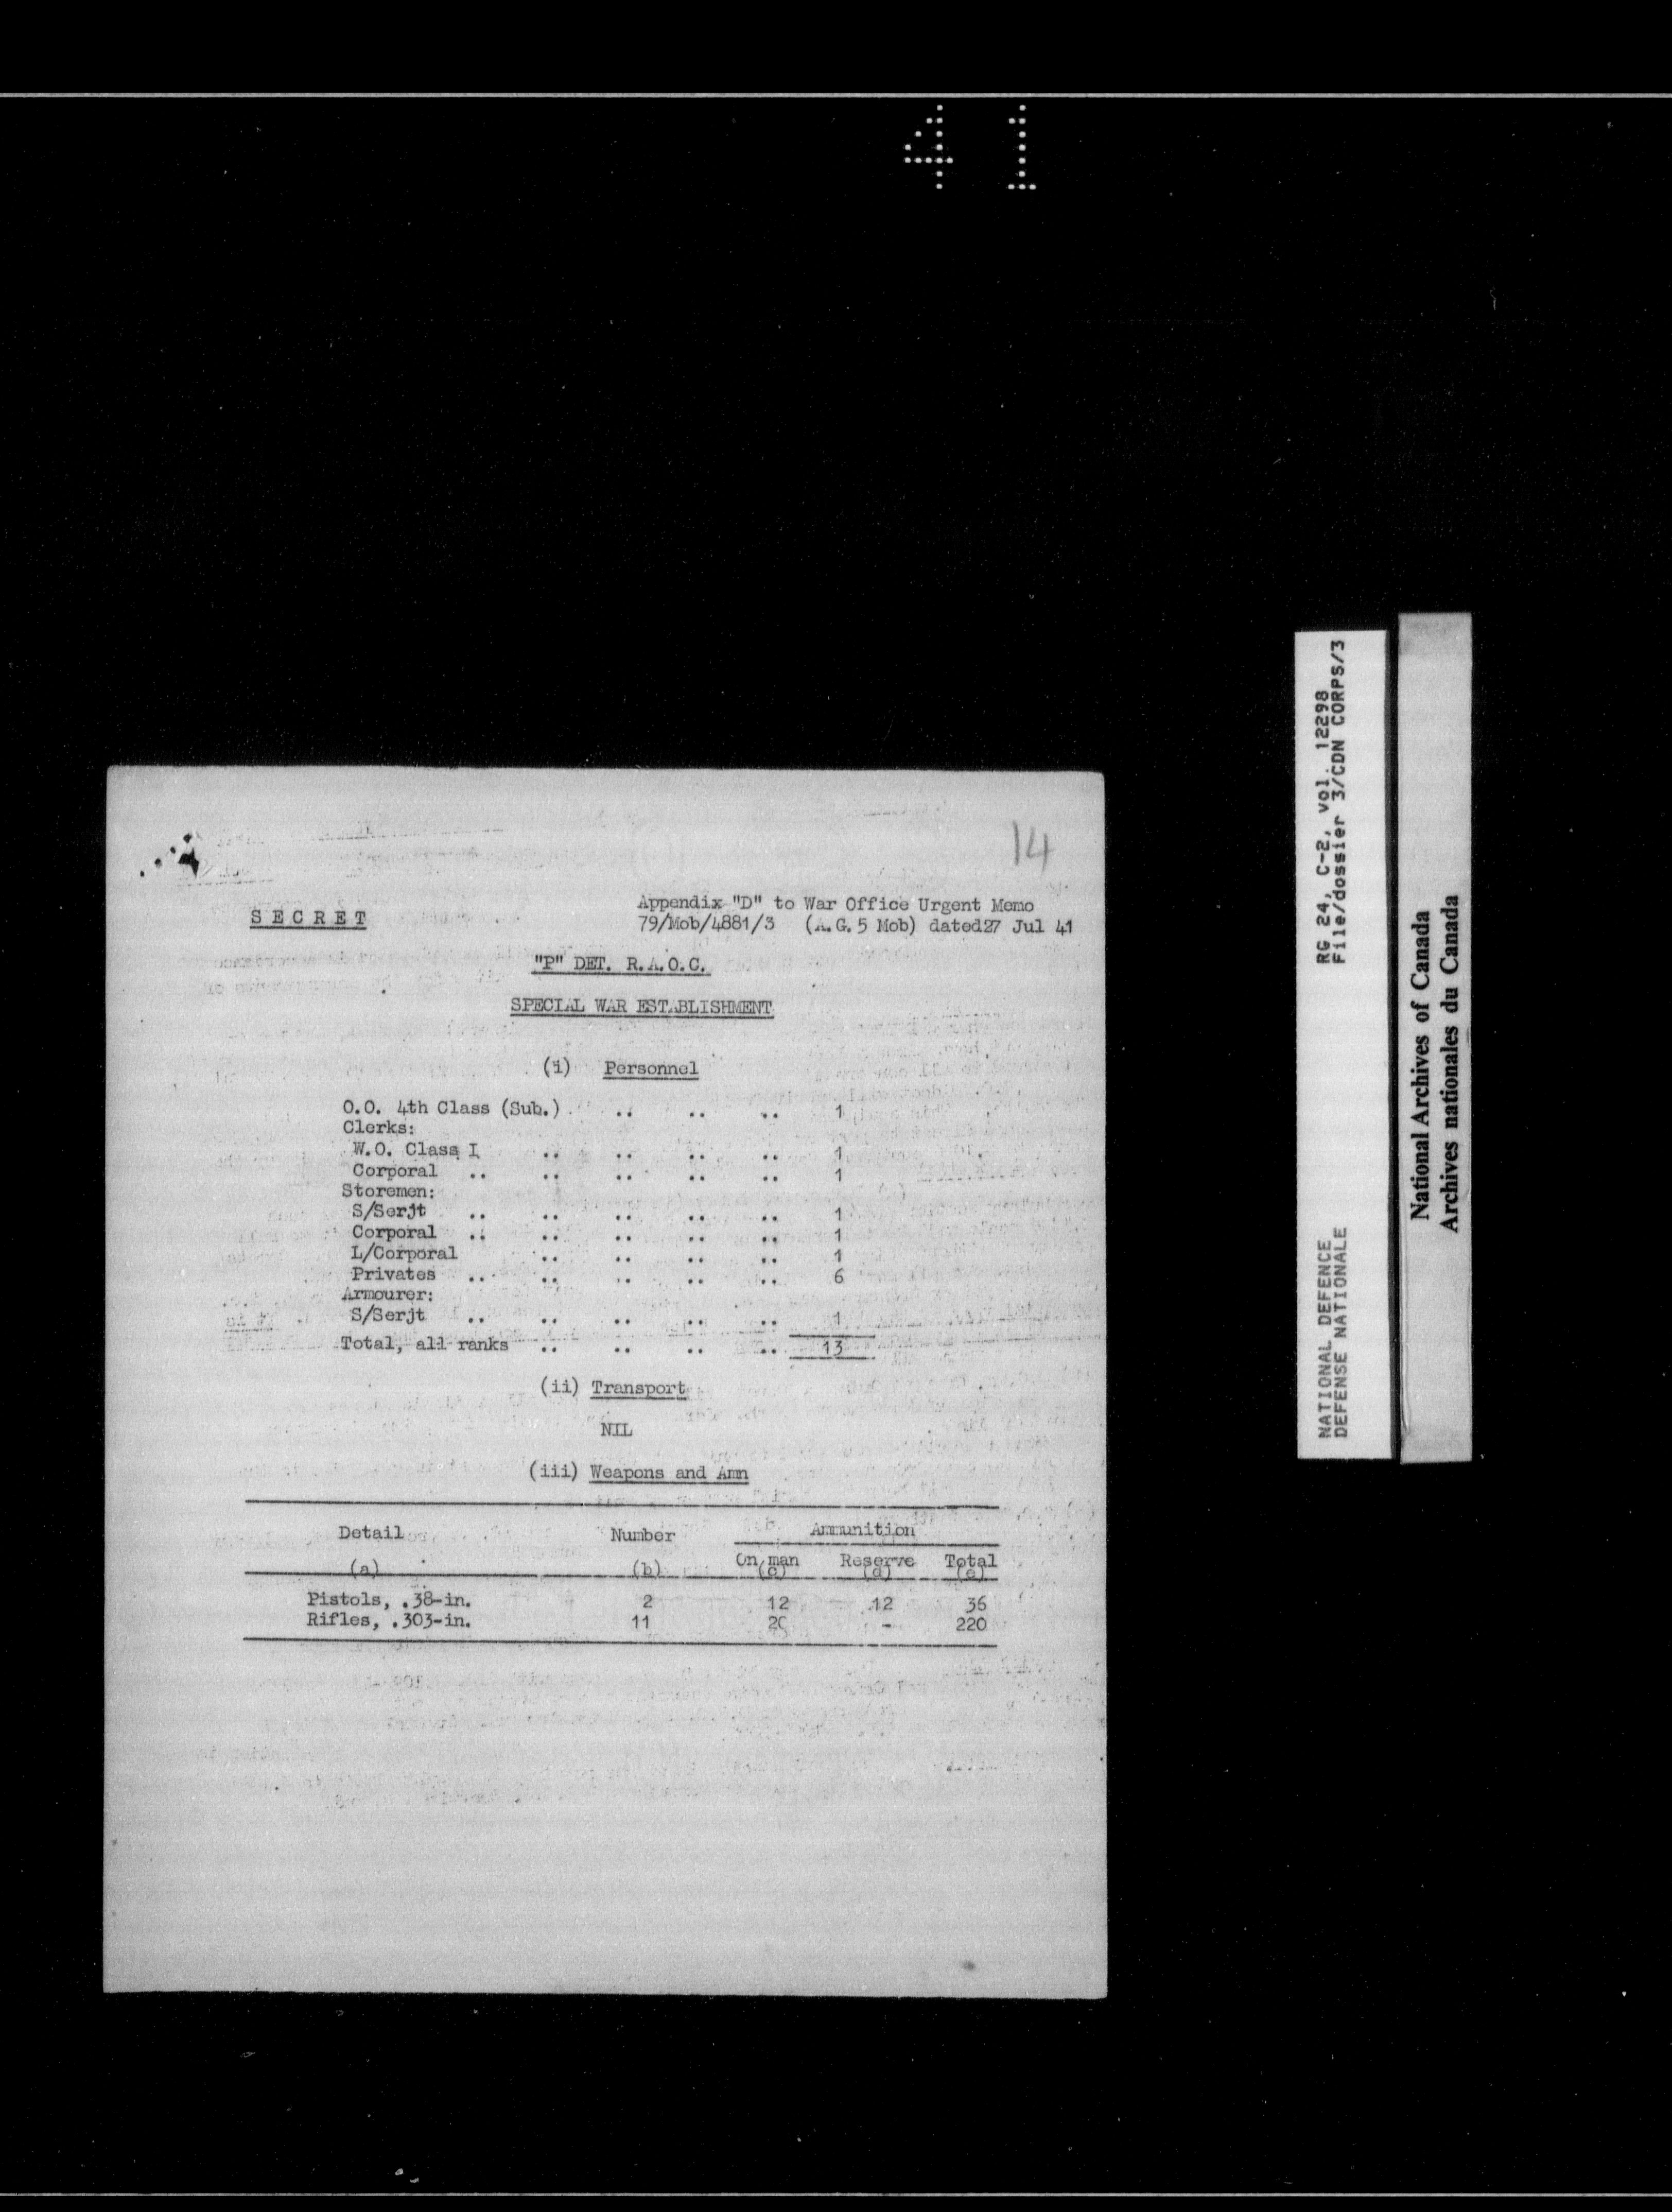 41
14
SECRET
Appendix "D" to War Office Urgent Memo
79/Mob/4881/3 (A.G.5 Mob) dated 27 Jul 41
"P" DET. R.A.O.C.
SPECIAL WAR ESTABLISHMENT
(i) Personnel
O.O. 4th Class (Sub.) .. .. .. 1
Clerks:
W.O. Class I .. .. .. .. 1
Corporal .. .. .. .. .. 1
Storemen:
S/Serjt .. .. .. .. .. 1
Corporal .. .. .. .. .. 1
L/Corporal .. .. .. .. 1
Privates .. .. .. .. .. 6
Armourer:
S/Serjt .. .. .. .. .. 1
Total, all ranks .. .. .. .. 13
(ii) Transport
NIL
(iii) Weapons and Amn
Detail Number Ammunition
On man Reserve Total
(a) (b) (c) (d) (e)
Pistols, .38-in. 2 12 12 36
Rifles, .303-in. 11 20 - 220
RG 24, C-2, vol. 12298
File/dossier 3/CDN CORPS/3
NATIONAL DEFENCE
DEFENSE NATIONALE
National Archives of Canada
Archives nationales du Canada